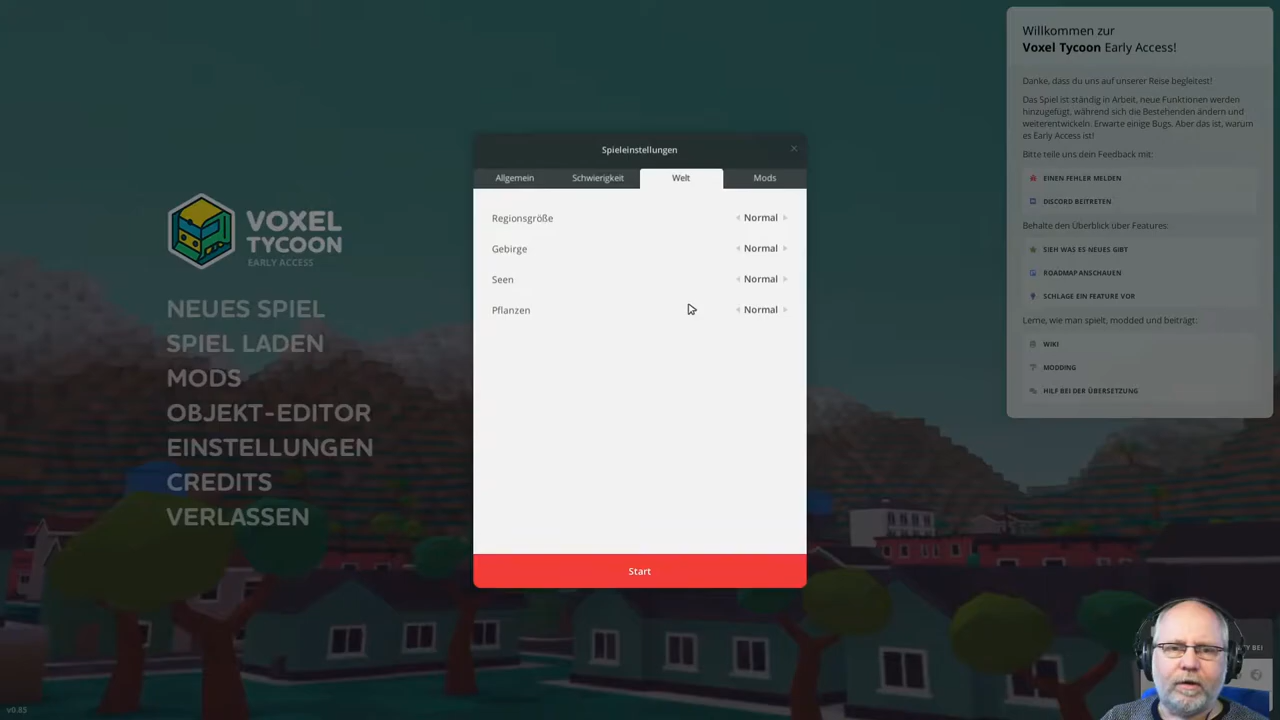 Willkommen zur
Voxel Tycoon Early Access!
Danke, dass du uns auf unserer Reise begleitest!
Das Spiel ist ständig in Arbeit, neue Funktionen werden
hinzugefügt, während sich die Bestehenden ändern und
weiterentwickeln. Erwarte einige Bugs. Aber das ist, warum
es Early Access ist!
Bitte teile uns dein Feedback mit:
EINEN FEHLER MELDEN
DISCORD BEITRETEN
Behalte den Überblick über Features:
SIEH WAS ES NEUES GIBT
ROADMAP ANSCHAUEN
SCHLAGE EIN FEATURE VOR
Lerne, wie man spielt, modded und beiträgt:
WIKI
MODDING
HILF BEI DER ÜBERSETZUNG
Spieleinstellungen
Allgemein Schwierigkeit Welt Mods
Regionsgröße Normal
Gebirge Normal
Seen Normal
Pflanzen Normal
Start
VOXEL
TYCOON
EARLY ACCESS
NEUES SPIEL
SPIEL LADEN
MODS
OBJEKT-EDITOR
EINSTELLUNGEN
CREDITS
VERLASSEN
v0.85